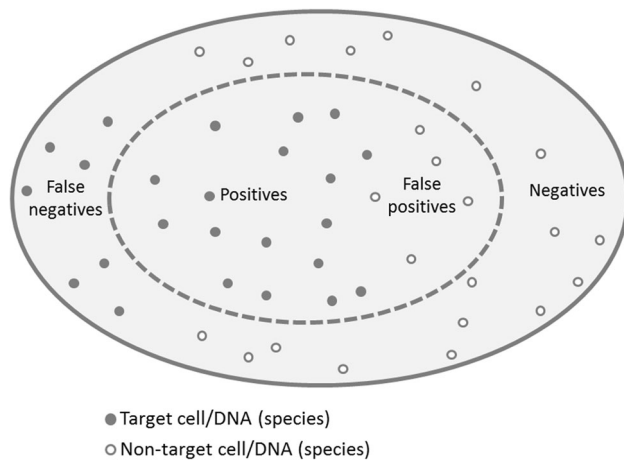 False
negatives
Positives
False
positives
Negatives
Target cell/DNA (species)
Non-target cell/DNA (species)